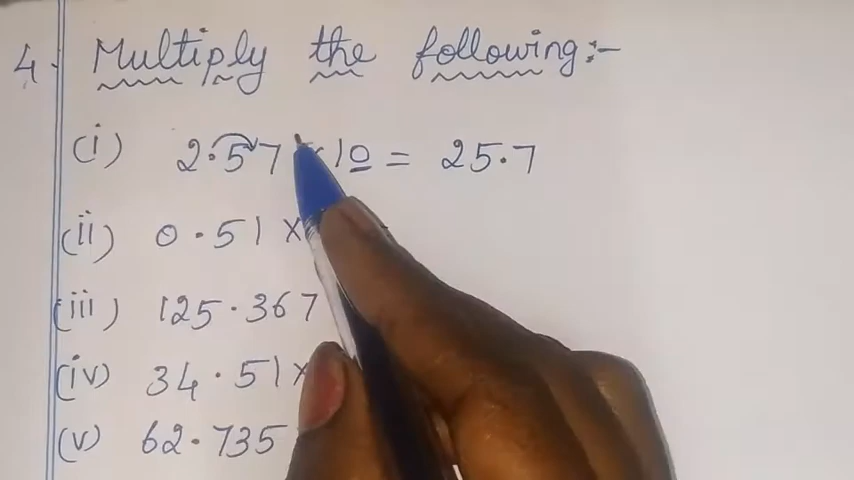 4. Multiply the following:-
(i) 2.57 × 10 = 25.7
(ii) 0.51 ×
(iii) 125.367
(iv) 34.51 ×
(v) 62.735